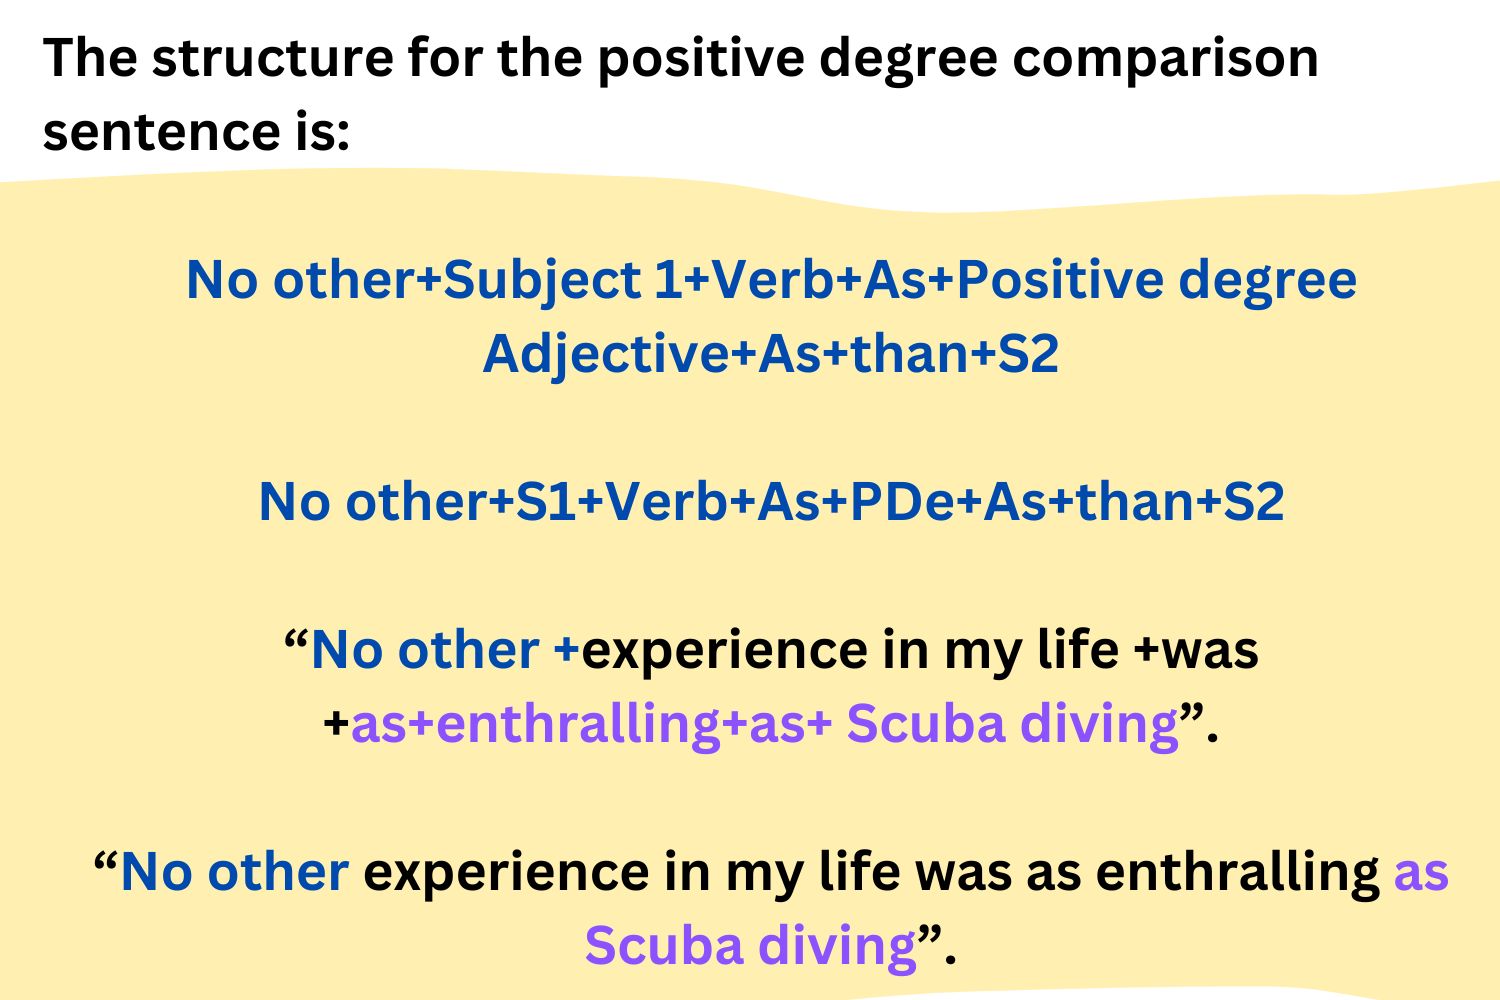 The structure for the positive degree comparison
sentence is:
No other+Subject 1+Verb+As+Positive degree
Adjective+As+than+S2
No other+S1+Verb+As+PDe+As+than+S2
“No other +experience in my life +was
+as+enthralling+as+ Scuba diving”.
“No other experience in my life was as enthralling as
Scuba diving”.